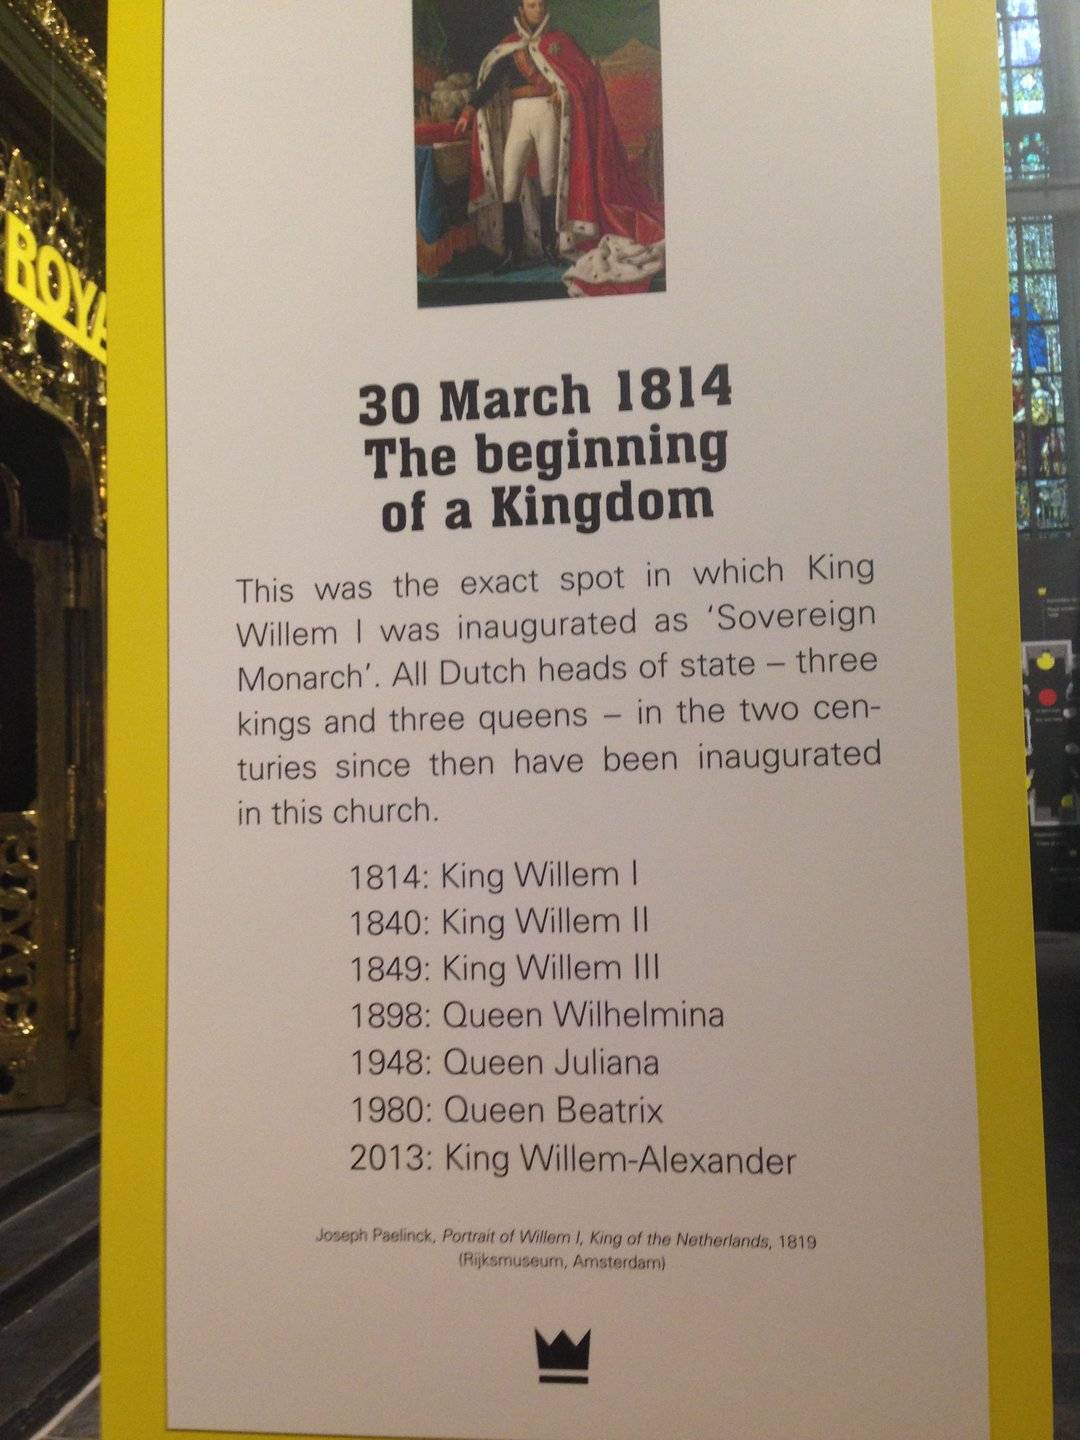 ROYA
30 March 1814
The beginning
of a Kingdom
This was the exact spot in which King
Willem I was inaugurated as ‘Sovereign
Monarch’. All Dutch heads of state – three
kings and three queens – in the two cen-
turies since then have been inaugurated
in this church.
1814: King Willem I
1840: King Willem II
1849: King Willem III
1898: Queen Wilhelmina
1948: Queen Juliana
1980: Queen Beatrix
2013: King Willem-Alexander
Joseph Paelinck, Portrait of Willem I, King of the Netherlands, 1819
(Rijksmuseum, Amsterdam)